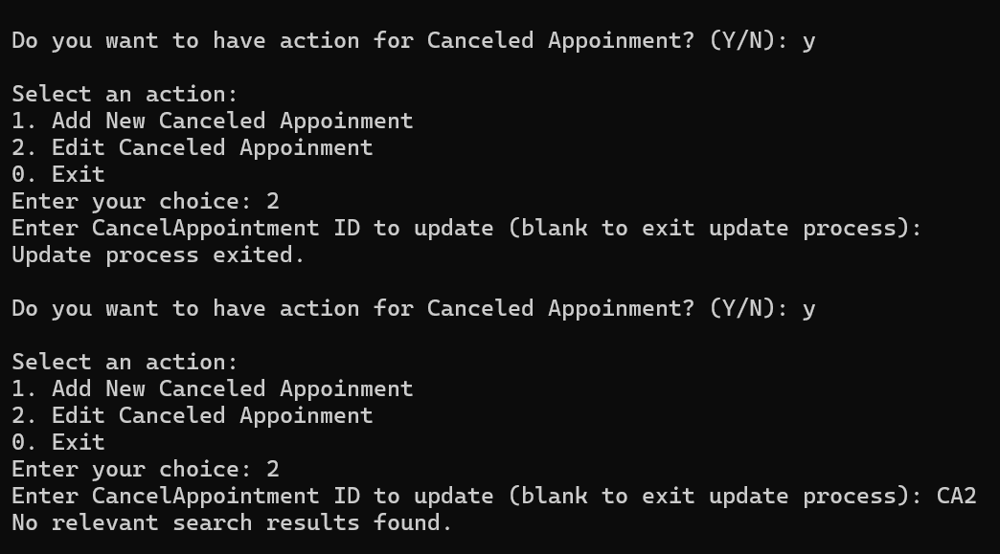 Do you want to have action for Canceled Appoinment? (Y/N): y
Select an action:
1. Add New Canceled Appoinment
2. Edit Canceled Appoinment
0. Exit
Enter your choice: 2
Enter CancelAppointment ID to update (blank to exit update process):
Update process exited.
Do you want to have action for Canceled Appoinment? (Y/N): y
Select an action:
1. Add New Canceled Appoinment
2. Edit Canceled Appoinment
0. Exit
Enter your choice: 2
Enter CancelAppointment ID to update (blank to exit update process): CA2
No relevant search results found.